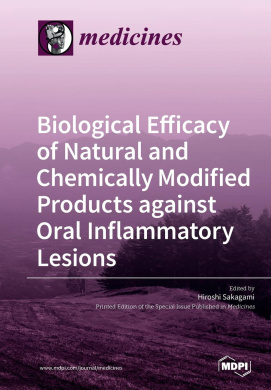 medicines
Biological Efficacy
of Natural and
Chemically Modified
Products against
Oral Inflammatory
Lesions
Edited by
Hiroshi Sakagami
Printed Edition of the Special Issue Published in Medicines
www.mdpi.com/journal/medicines
MDPI